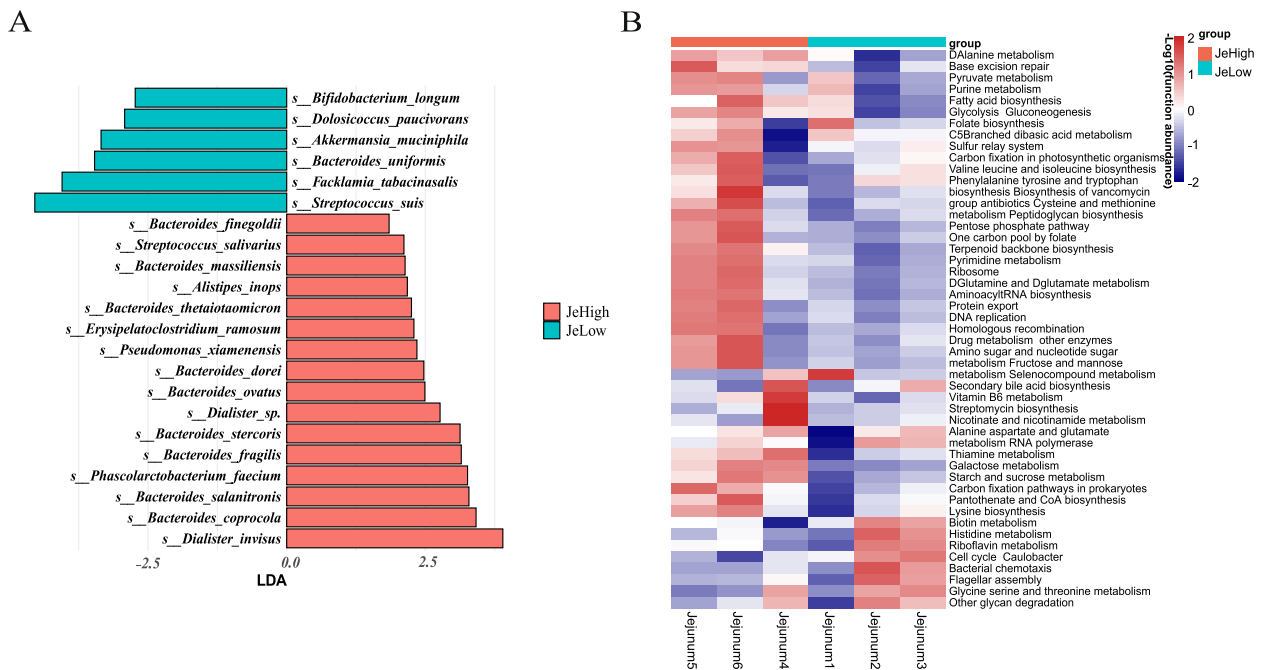 A
s__Bifidobacterium_longum
s__Dolosicoccus_paucivorans
s__Akkermansia_muciniphila
s__Bacteroides_uniformis
s__Facklamia_tabacinasalis
s__Streptococcus_suis
s__Bacteroides_finegoldii
s__Streptococcus_salivarius
s__Bacteroides_massiliensis
s__Alistipes_inops
s__Bacteroides_thetaiotaomicron
s__Erysipelatoclostridium_ramosum
s__Pseudomonas_xiamenensis
s__Bacteroides_dorei
s__Bacteroides_ovatus
s__Dialister_sp.
s__Bacteroides_stercoris
s__Bacteroides_fragilis
s__Phascolarctobacterium_faecium
s__Bacteroides_salanitronis
s__Bacteroides_coprocola
s__Dialister_invisus
-2.5 0.0 2.5
LDA
JeHigh
JeLow
B
group
DAlanine metabolism
Base excision repair
Pyruvate metabolism
Purine metabolism
Fatty acid biosynthesis
Glycolysis Gluconeogenesis
Folate biosynthesis
C5Branched dibasic acid metabolism
Sulfur relay system
Carbon fixation in photosynthetic organisms
Valine leucine and isoleucine biosynthesis
Phenylalanine tyrosine and tryptophan
biosynthesis Biosynthesis of vancomycin
group antibiotics Cysteine and methionine
metabolism Peptidoglycan biosynthesis
Pentose phosphate pathway
One carbon pool by folate
Terpenoid backbone biosynthesis
Pyrimidine metabolism
Ribosome
DGlutamine and Dglutamate metabolism
AminoacyltRNA biosynthesis
Protein export
DNA replication
Homologous recombination
Drug metabolism other enzymes
Amino sugar and nucleotide sugar
metabolism Fructose and mannose
metabolism Selenocompound metabolism
Secondary bile acid biosynthesis
Vitamin B6 metabolism
Streptomycin biosynthesis
Nicotinate and nicotinamide metabolism
Alanine aspartate and glutamate
metabolism RNA polymerase
Thiamine metabolism
Galactose metabolism
Starch and sucrose metabolism
Carbon fixation pathways in prokaryotes
Pantothenate and CoA biosynthesis
Lysine biosynthesis
Biotin metabolism
Histidine metabolism
Riboflavin metabolism
Cell cycle Caulobacter
Bacterial chemotaxis
Flagellar assembly
Glycine serine and threonine metabolism
Other glycan degradation
Jejunum5
Jejunum6
Jejunum4
Jejunum1
Jejunum2
Jejunum3
-Log10(function abundance)
2
1
0
-1
-2
group
JeHigh
JeLow